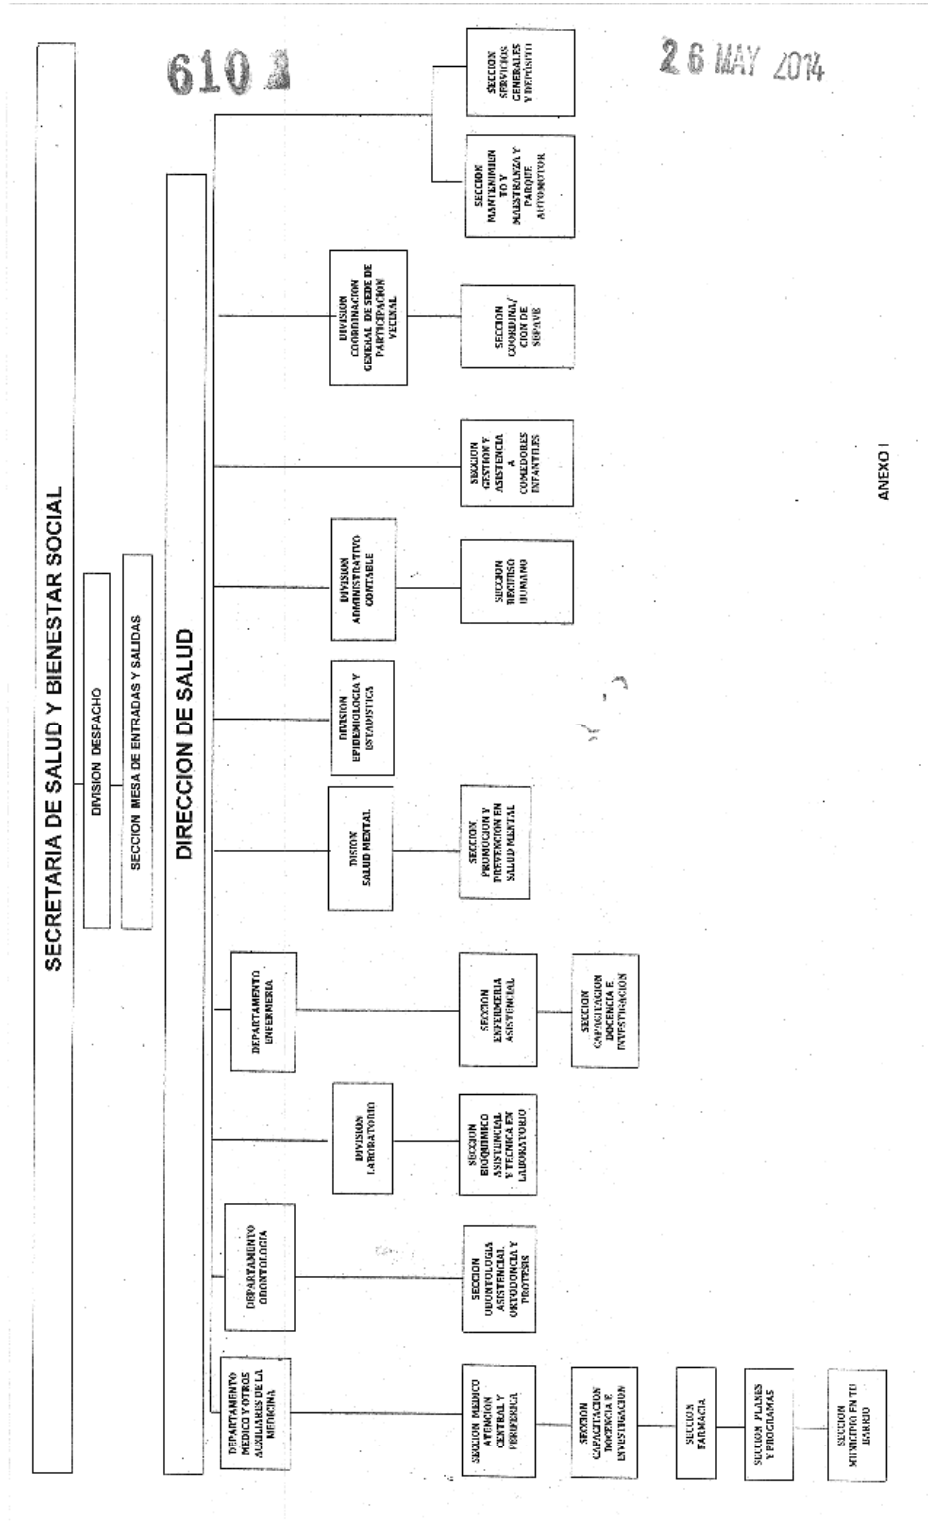 610
26 MAY 2014
SECRETARIA DE SALUD Y BIENESTAR SOCIAL
DIVISION DESPACHO
SECCION MESA DE ENTRADAS Y SALIDAS
DIRECCION DE SALUD
DEPARTAMENTO
MEDICO Y OTROS
AUXILIARES DE LA
MEDICINA
SECCION MEDICO
ATENCION
CENTRAL Y
PERIFERICA
SECCION
CAPACITACION
DOCENCIA E
INVESTIGACION
SECCION
FARMACIA
SECCION PLANES
Y PROGRAMAS
SECCION
MUNICIPIO EN TU
BARRIO
DEPARTAMENTO
ODONTOLOGIA
SECCION
ODONTOLOGIA
ASISTENCIAL
ORTODONCIA Y
PROTESIS
DIVISION
LABORATORIO
SECCION
BIOQUIMICO
ASISTENCIAL
Y TECNICA EN
LABORATORIO
DEPARTAMENTO
ENFERMERIA
SECCION
ENFERMERIA
ASISTENCIAL
SECCION
CAPACITACION
DOCENCIA E
INVESTIGACION
DISION
SALUD MENTAL
SECCION
PROMOCION Y
PREVENCION EN
SALUD MENTAL
DIVISION
EPIDEMIOLOGIA Y
ESTADISTICA
DIVISION
ADMINISTRATIVO
CONTABLE
SECCION
RECURSO
HUMANO
SECCION
GESTION Y
ASISTENCIA
A
COMEDORES
INFANTILES
DIVISION
COORDINACION
GENERAL DE SEDE DE
PARTICIPACION
VECINAL
SECCION
COORDINA/
CION DE
SEPAVE
SECCION
MANTENIMIEN
TO Y
MAESTRANZA Y
PARQUE
AUTOMOTOR
SECCION
SERVICIOS
GENERALES
Y DEPOSITO
ANEXO I